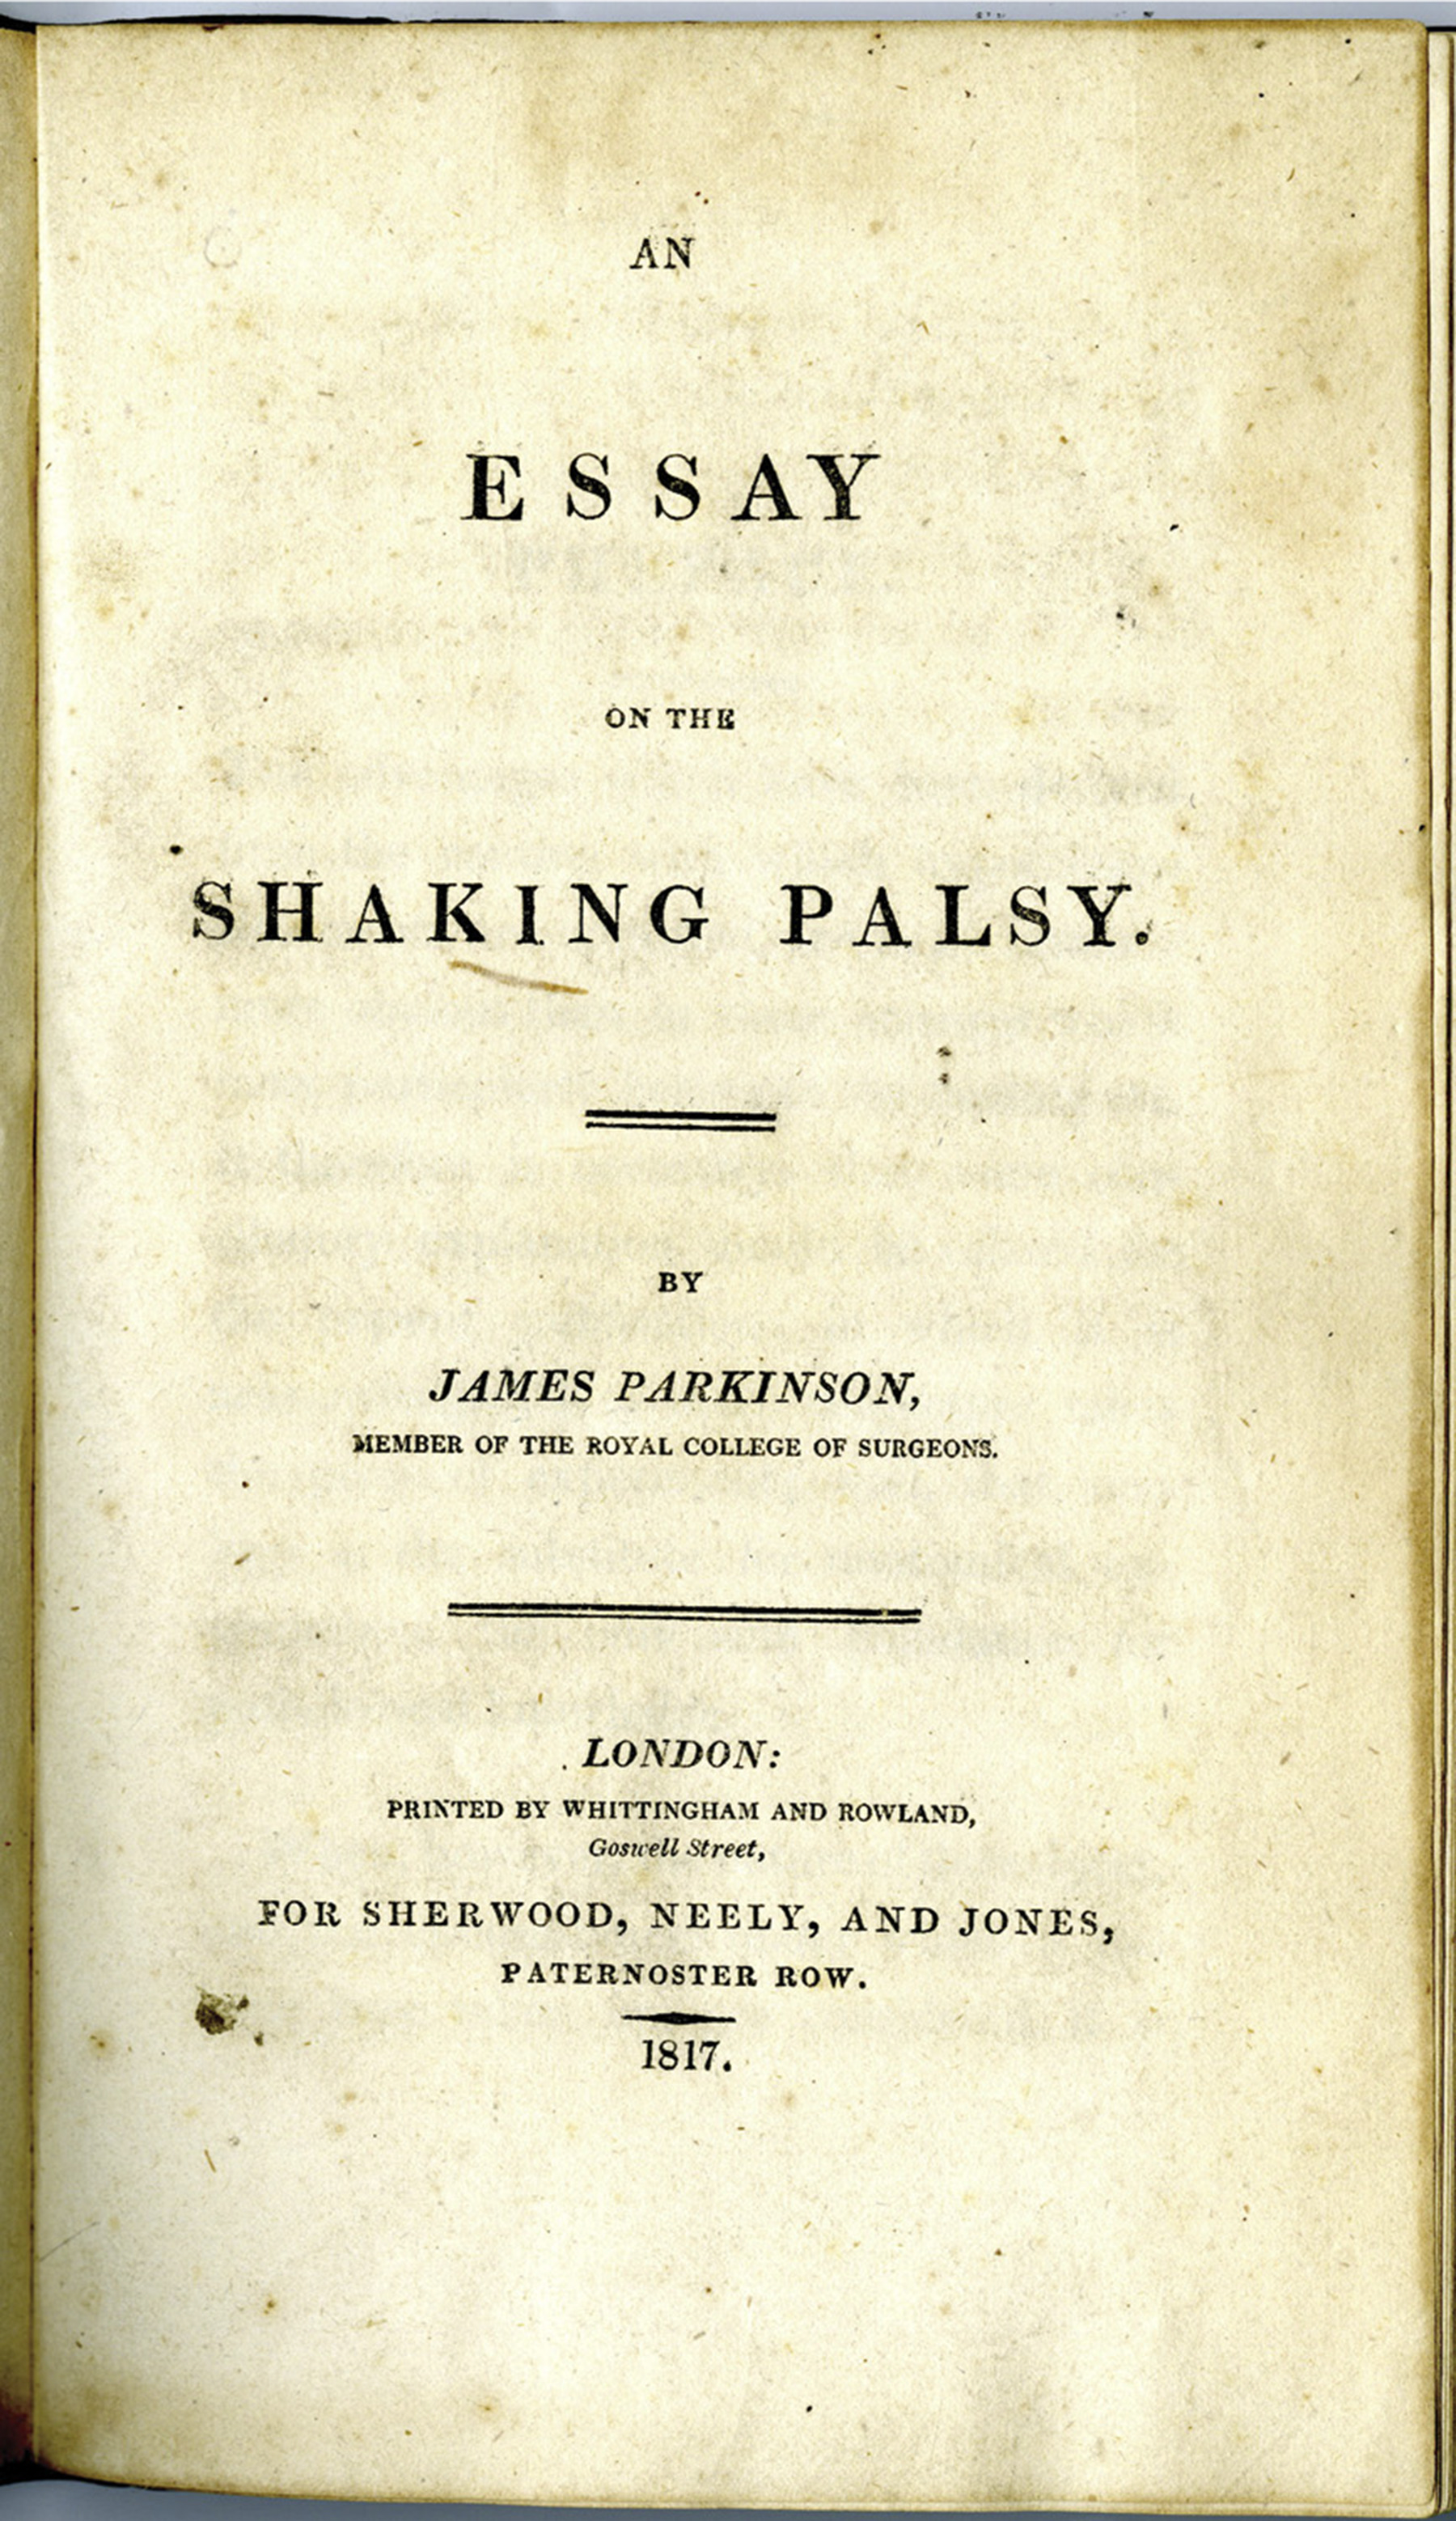 AN
ESSAY
ON THE
SHAKING PALSY.
BY
JAMES PARKINSON,
MEMBER OF THE ROYAL COLLEGE OF SURGEONS.
LONDON:
PRINTED BY WHITTINGHAM AND ROWLAND,
Goswell Street,
FOR SHERWOOD, NEELY, AND JONES,
PATERNOSTER ROW.
1817.